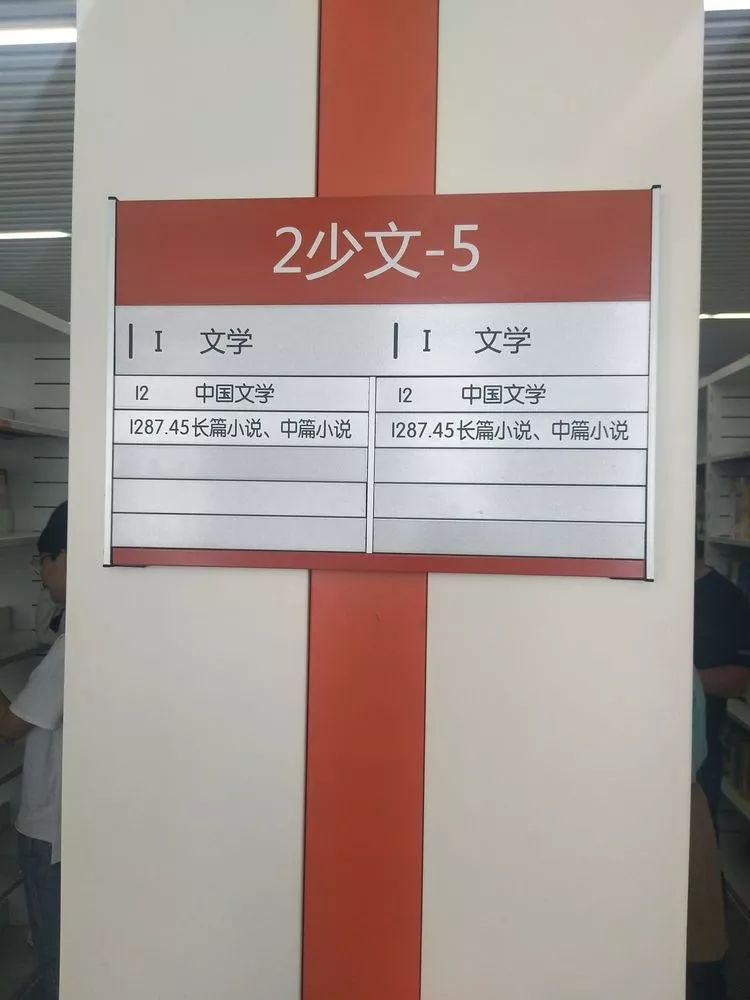 2少文-5
I 文学 I 文学
I2 中国文学 I2 中国文学
I287.45长篇小说、中篇小说 I287.45长篇小说、中篇小说